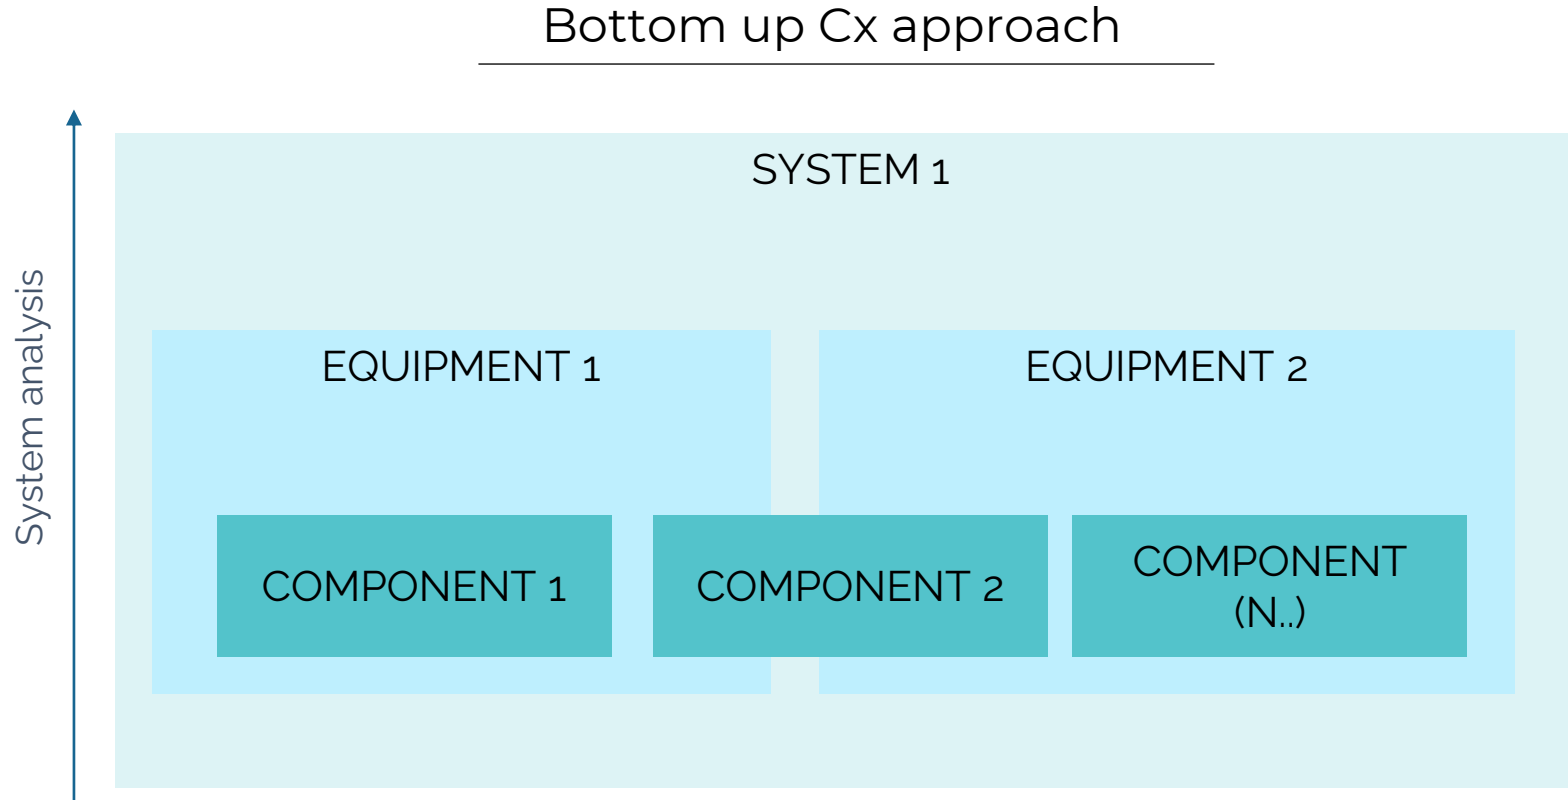 Bottom up Cx approach
SYSTEM 1
System analysis
EQUIPMENT 1
EQUIPMENT 2
COMPONENT 1
COMPONENT 2
COMPONENT
(N..)